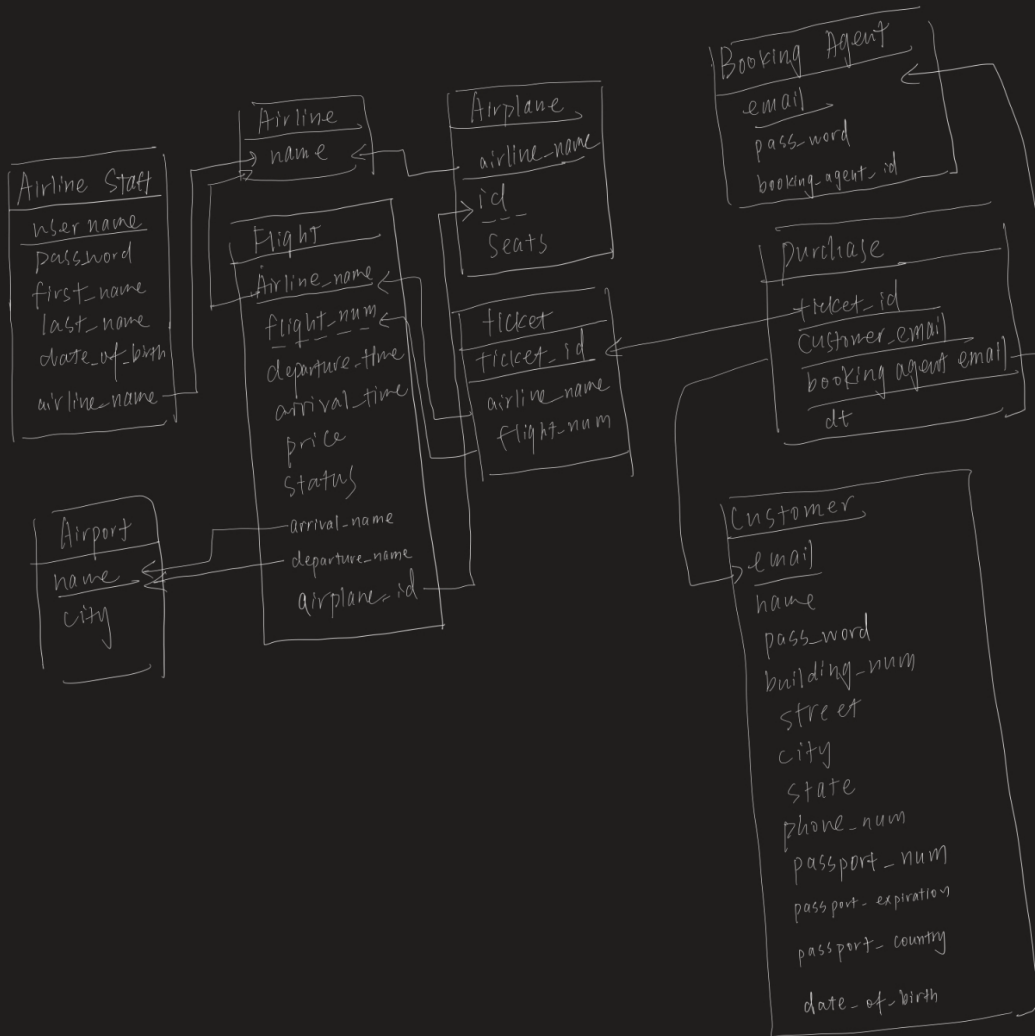 Airline Staff
username
password
first_name
last_name
date_of_birth
airline_name
Airline
name
Airplane
airline_name
id
seats
Booking Agent
email
pass_word
booking_agent_id
Flight
Airline_name
flight_num
departure_time
arrival_time
price
status
arrival_name
departure_name
airplane_id
ticket
ticket_id
airline_name
flight_num
purchase
ticket_id
customer_email
booking agent email
dt
Airport
name
city
Customer
email
name
pass_word
building_num
street
city
state
phone_num
passport_num
passport_expiration
passport_country
date_of_birth